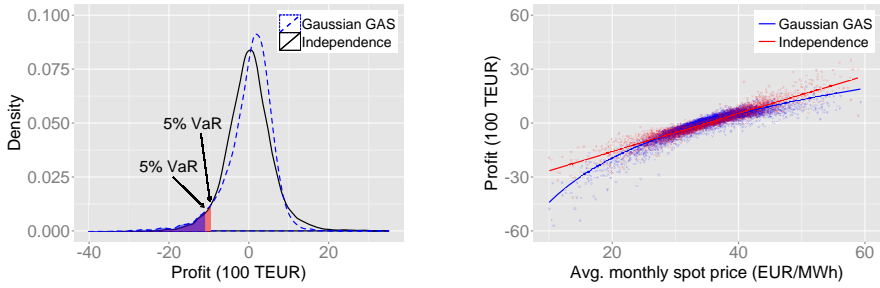 0.100
0.075
0.050
0.025
0.000
Density
-40
-20
0
20
Profit (100 TEUR)
Gaussian GAS
Independence
5% VaR
5% VaR
60
30
0
-30
-60
Profit (100 TEUR)
20
40
60
Avg. monthly spot price (EUR/MWh)
Gaussian GAS
Independence